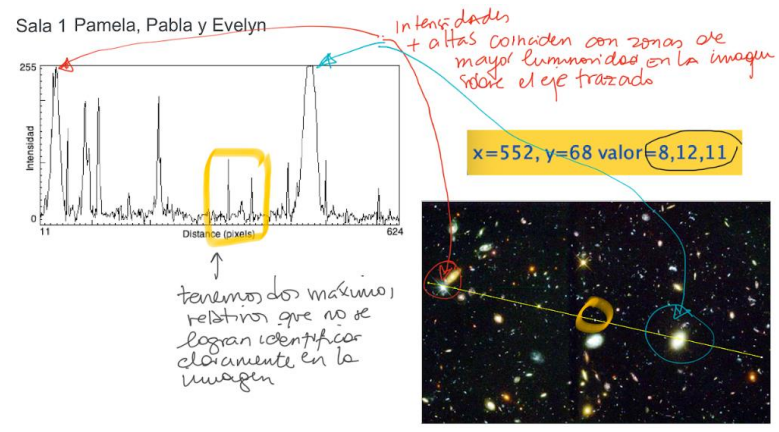 Sala 1 Pamela, Pabla y Evelyn
Intensidades
+ altas coinciden con zonas de
mayor luminosidad en la imagen
sobre el eje trazado
255
Intensidad
0
11
Distance (pixels)
624
x=552, y=68 valor=8,12,11
tenemos dos máximos
relativos que no se
logran identificar
claramente en la
imagen